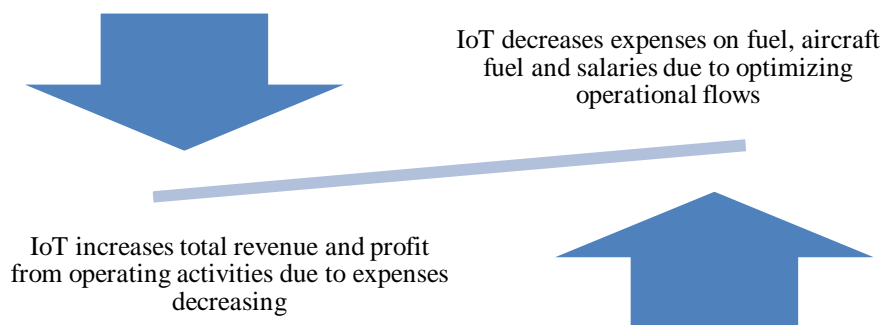 IoT decreases expenses on fuel, aircraft
fuel and salaries due to optimizing
operational flows
IoT increases total revenue and profit
from operating activities due to expenses
decreasing